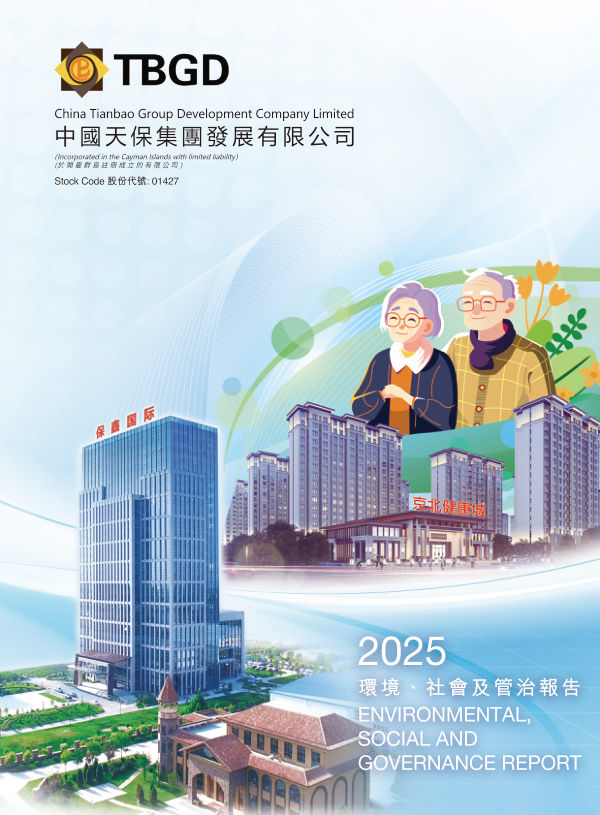 TBGD
China Tianbao Group Development Company Limited
中國天保集團發展有限公司
(Incorporated in the Cayman Islands with limited liability)
(於開曼群島註冊成立的有限公司)
Stock Code 股份代號: 01427
保鑫国际
京北健康城
2025
環境、社會及管治報告
ENVIRONMENTAL,
SOCIAL AND
GOVERNANCE REPORT